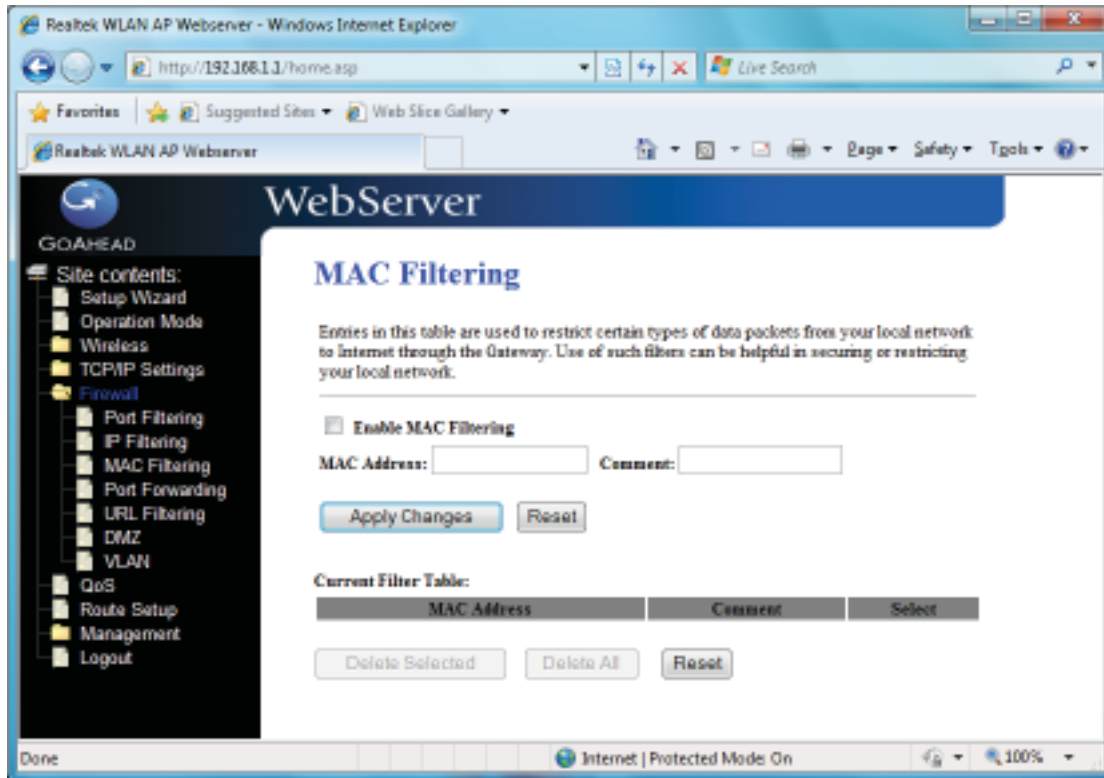 Realtek WLAN AP Webserver - Windows Internet Explorer
http://192.168.1.1/home.asp
Live Search
Favorites
Suggested Sites
Web Slice Gallery
Realtek WLAN AP Webserver
Page
Safety
Tools
GOAHEAD
WebServer
Site contents:
Setup Wizard
Operation Mode
Wireless
TCP/IP Settings
Firewall
Port Filtering
IP Filtering
MAC Filtering
Port Forwarding
URL Filtering
DMZ
VLAN
QoS
Route Setup
Management
Logout
MAC Filtering
Entries in this table are used to restrict certain types of data packets from your local network
to Internet through the Gateway. Use of such filters can be helpful in securing or restricting
your local network.
Enable MAC Filtering
MAC Address:
Comment:
Apply Changes
Reset
Current Filter Table:
MAC Address Comment Select
Delete Selected
Delete All
Reset
Done
Internet | Protected Mode: On
100%